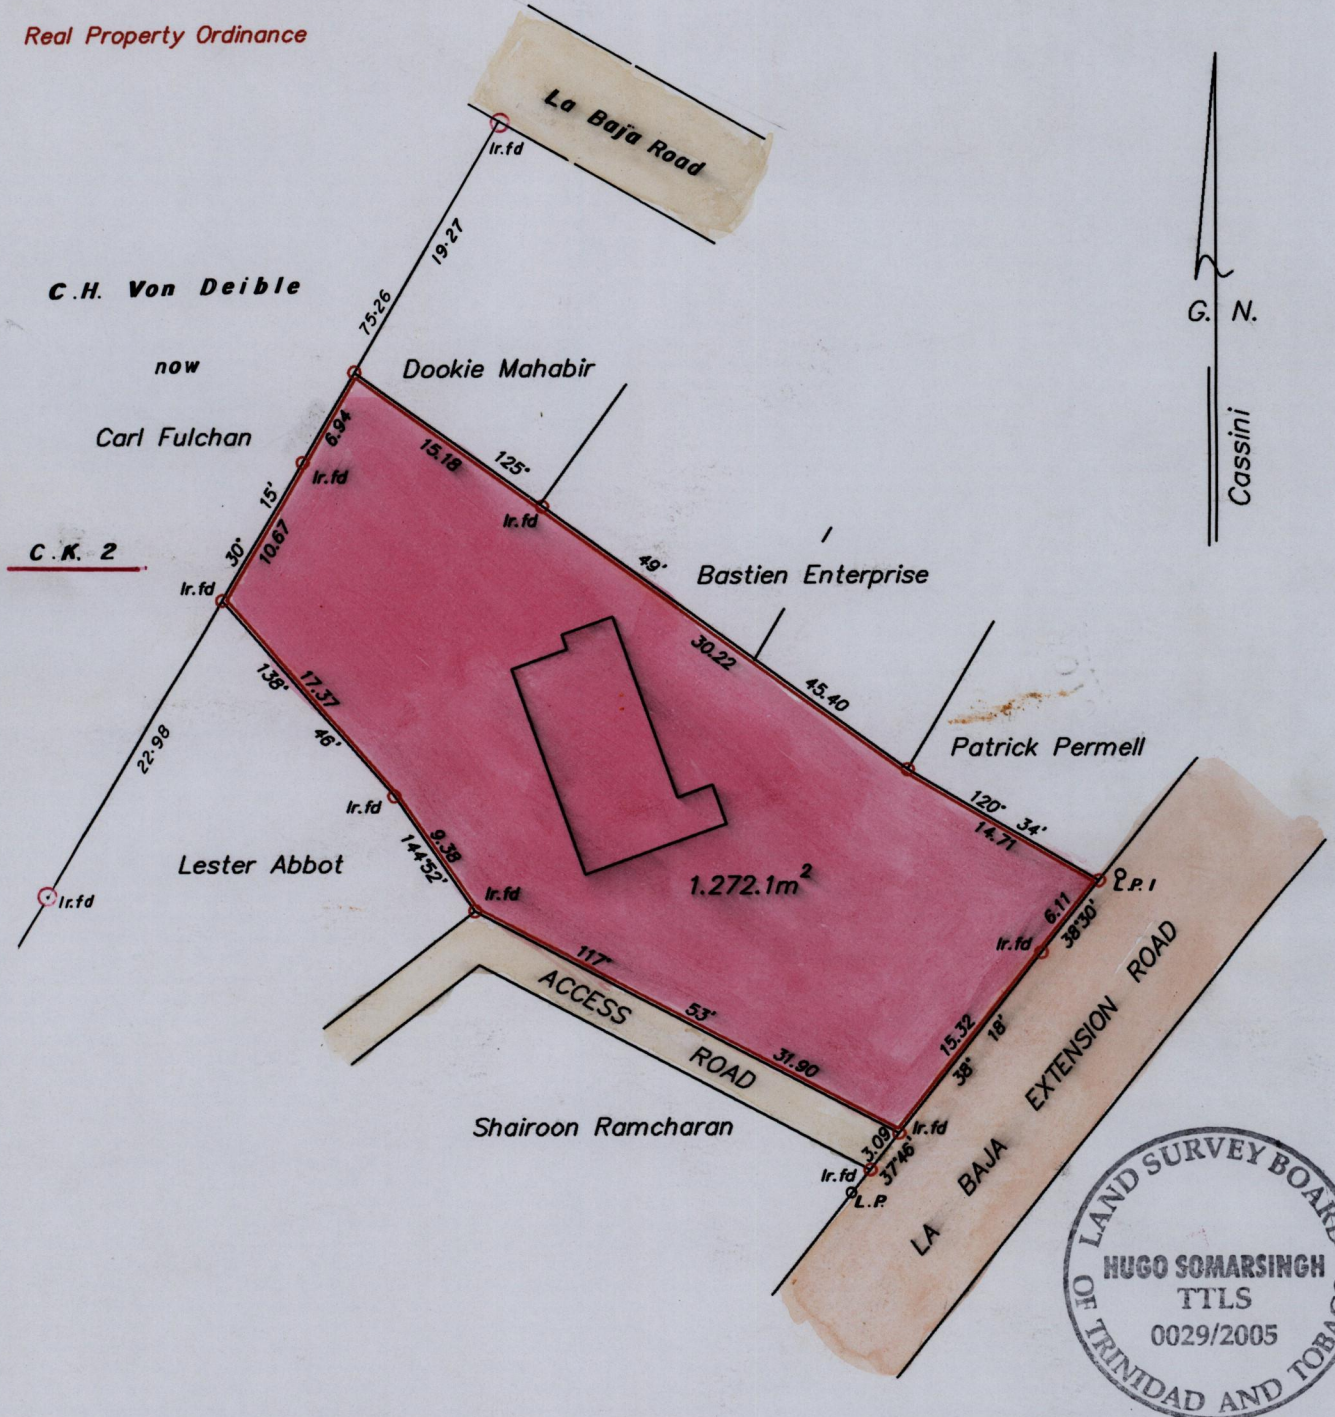 Real Property Ordinance
La Baja Road
Ir.fd
19·27
75·26
C.H. Von Deible
now
Carl Fulchan
C.K. 2
G. N.
Cassini
Dookie Mahabir
6.94
Ir.fd
15'
30°
10.67
Ir.fd
15.18
125°
Ir.fd
49'
Bastien Enterprise
30.22
45.40
Patrick Permell
120° 34'
14.71
L.P.1
6.11
38°30'
Ir.fd
138°
17.37
46'
22·98
Ir.fd
Ir.fd
9.38
144°52'
Lester Abbot
Ir.fd
1.272.1m²
117°
53'
31.90
ACCESS
ROAD
15.32
38° 18'
Shairoon Ramcharan
Ir.fd
3.09
37°46'
Ir.fd
L.P.
LA BAJA EXTENSION ROAD
LAND SURVEY BOARD
HUGO SOMARSINGH
TTLS
0029/2005
OF TRINIDAD AND TOBAGO